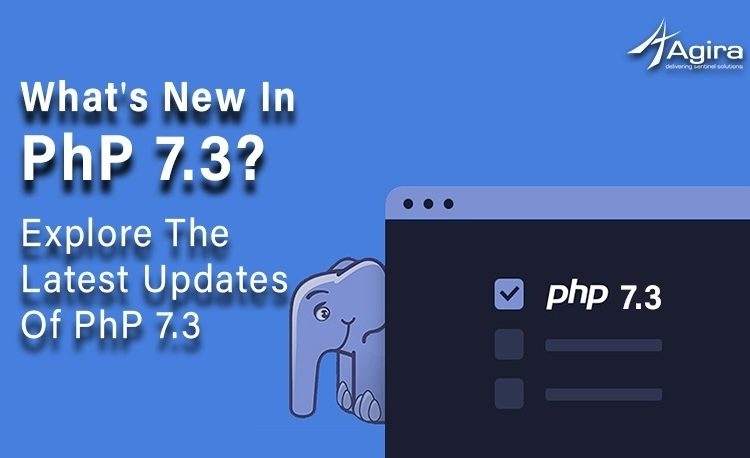 Agira
delivering sentinel solutions
What's New In
PhP 7.3?
Explore The
Latest Updates
Of PhP 7.3
php 7.3